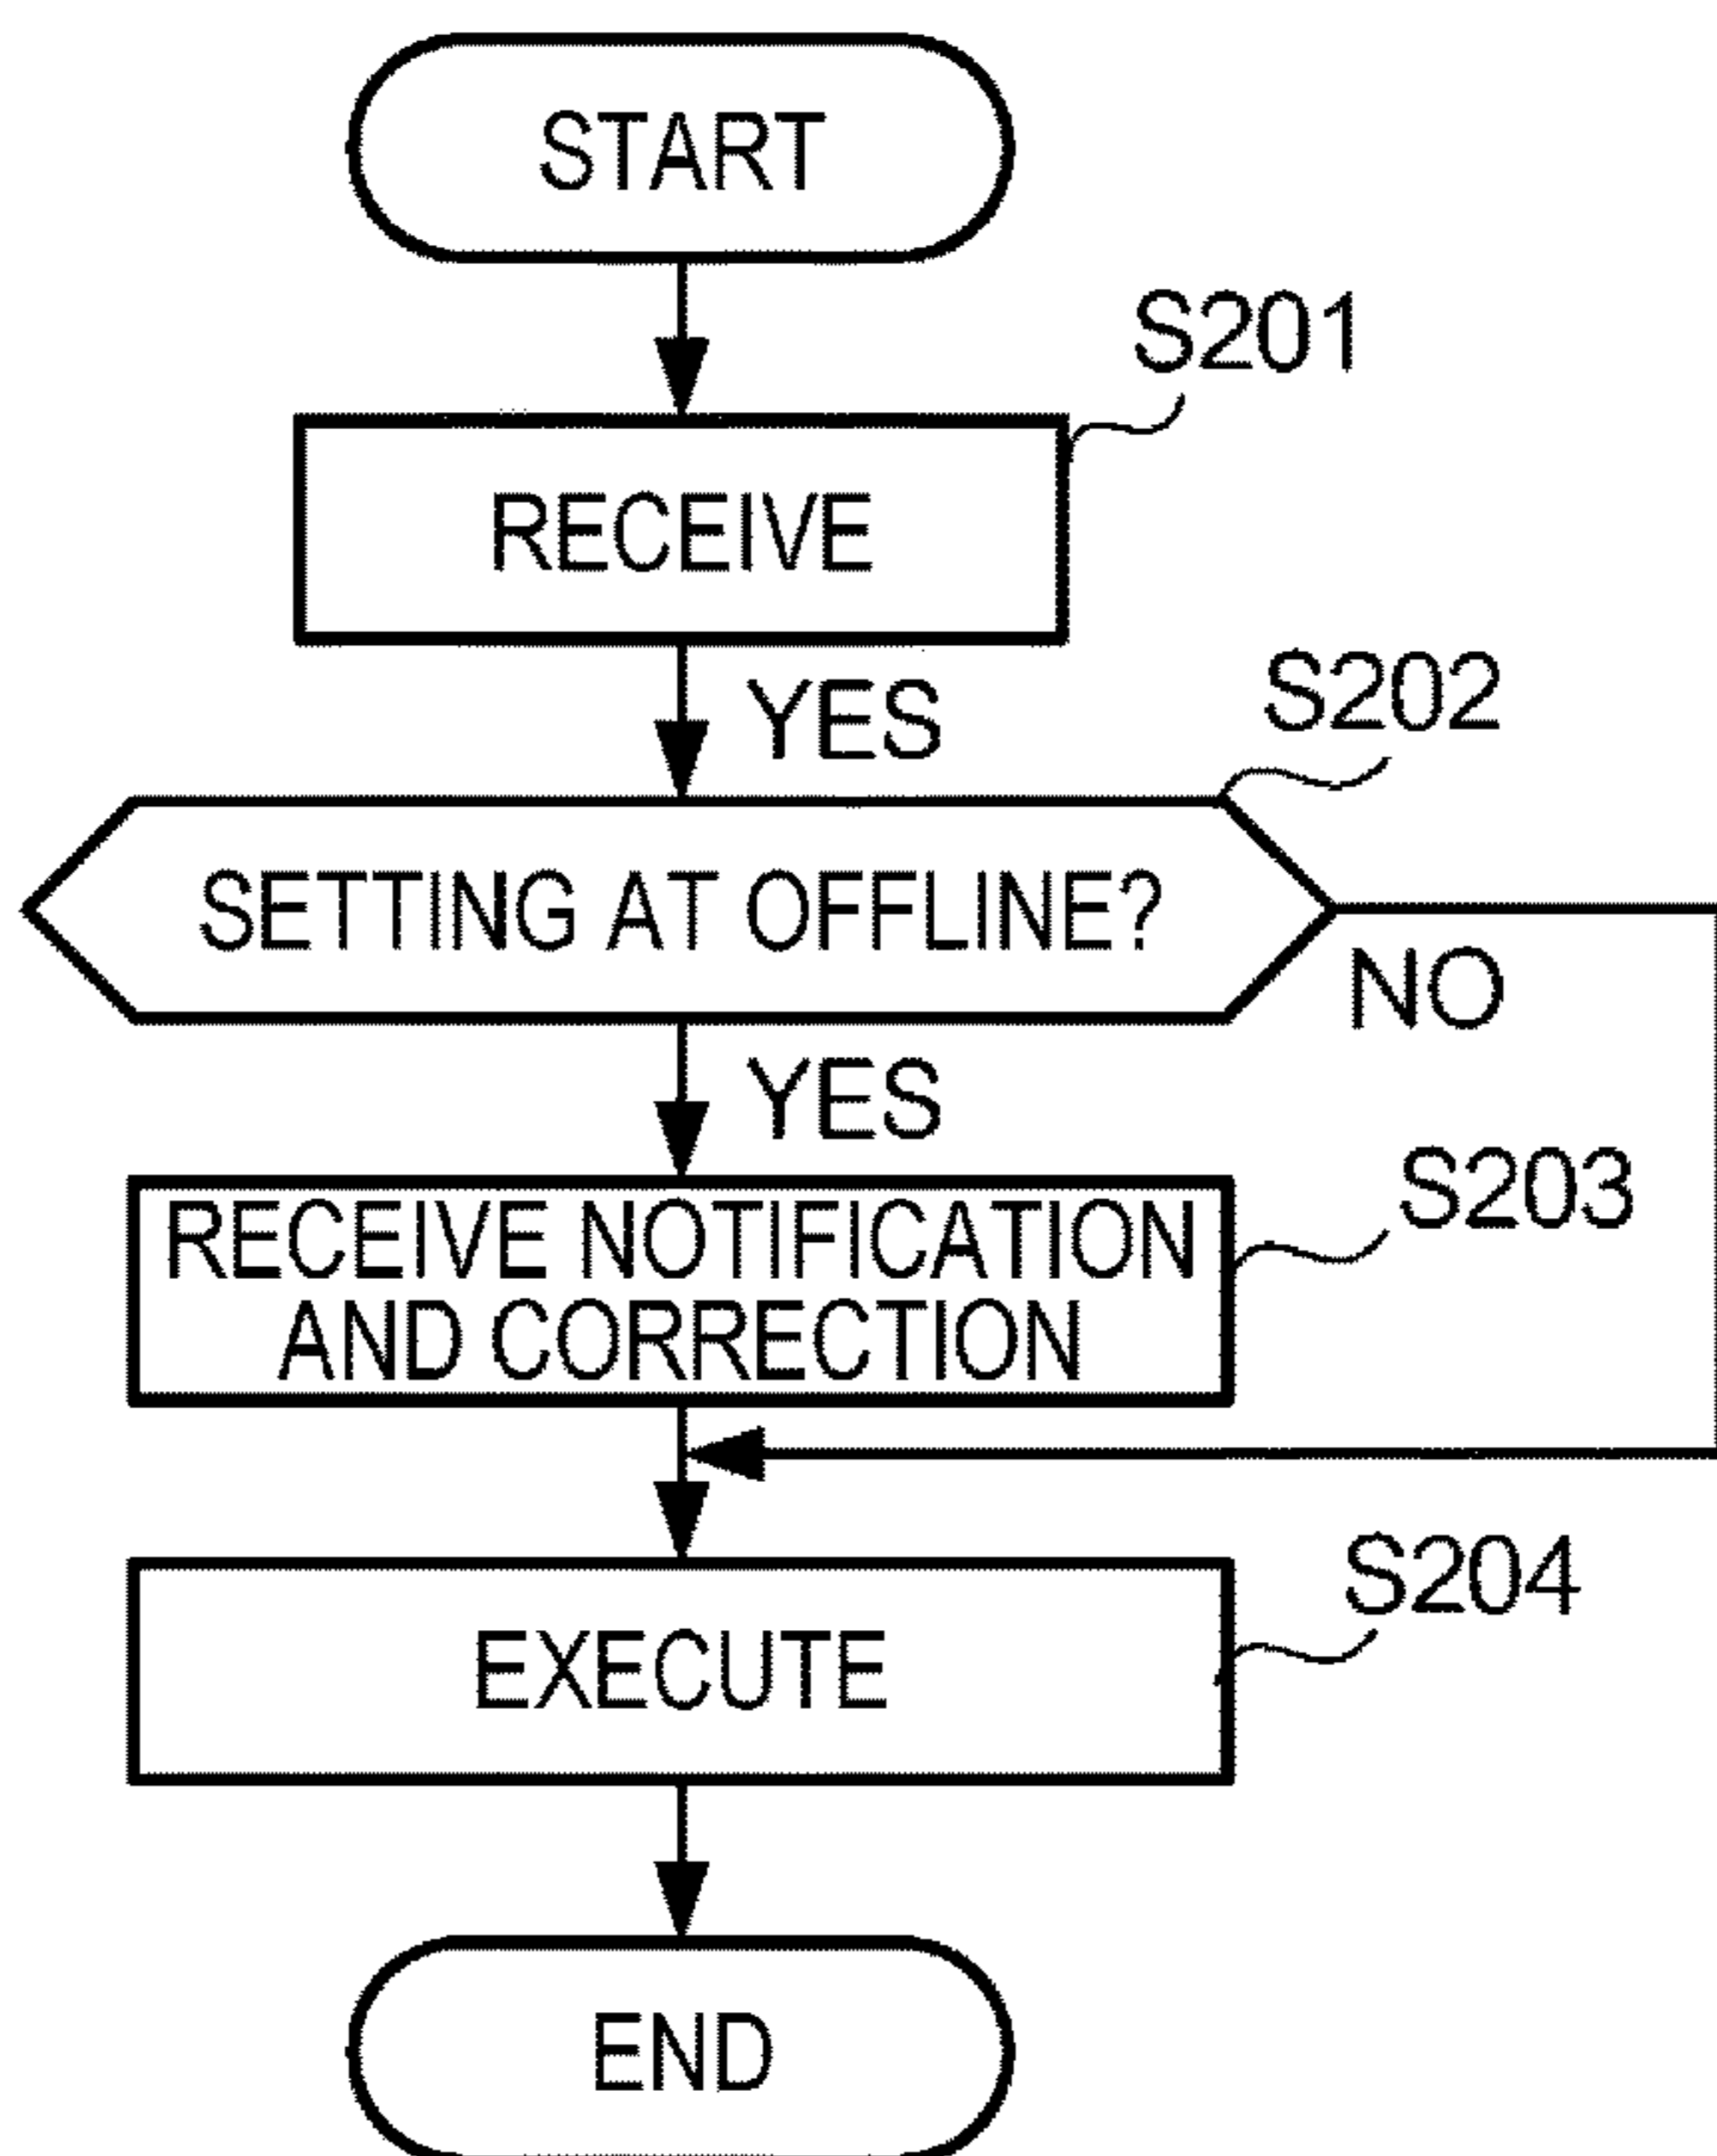 START
S201
RECEIVE
YES
S202
SETTING AT OFFLINE?
NO
YES
S203
RECEIVE NOTIFICATION
AND CORRECTION
S204
EXECUTE
END